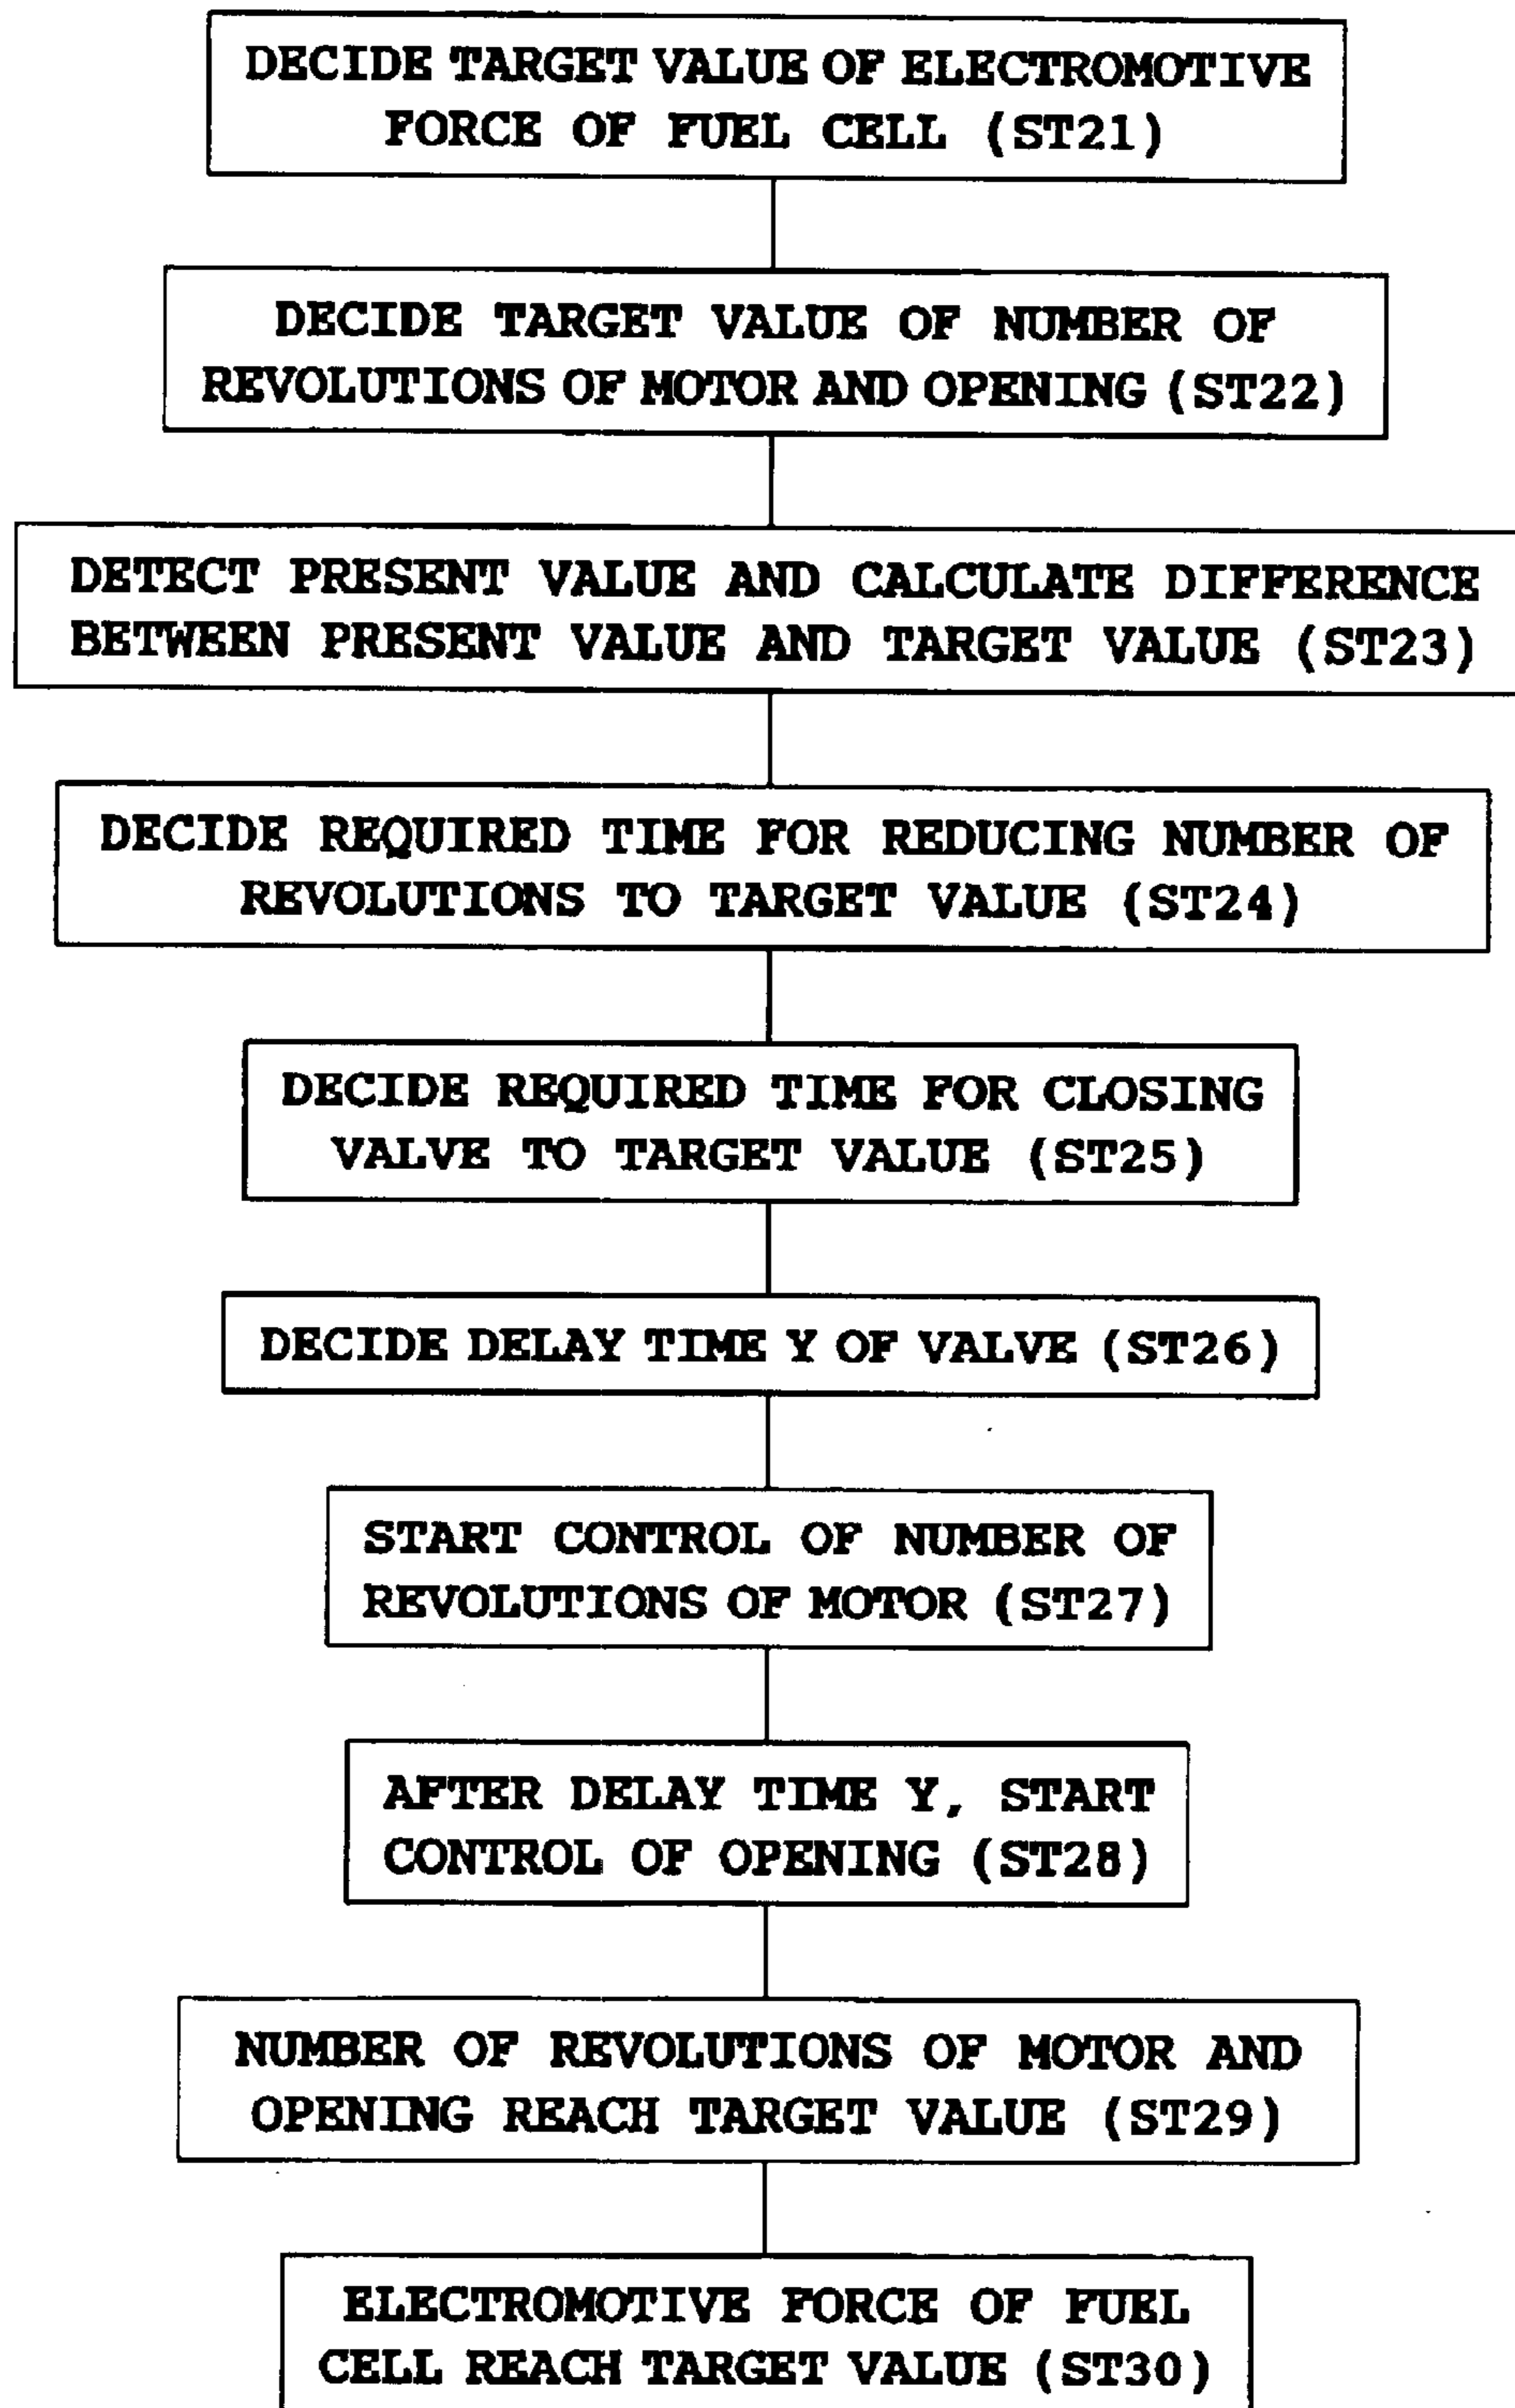 DECIDE TARGET VALUE OF ELECTROMOTIVE
FORCE OF FUEL CELL (ST21)
DECIDE TARGET VALUE OF NUMBER OF
REVOLUTIONS OF MOTOR AND OPENING (ST22)
DETECT PRESENT VALUE AND CALCULATE DIFFERENCE
BETWEEN PRESENT VALUE AND TARGET VALUE (ST23)
DECIDE REQUIRED TIME FOR REDUCING NUMBER OF
REVOLUTIONS TO TARGET VALUE (ST24)
DECIDE REQUIRED TIME FOR CLOSING
VALVE TO TARGET VALUE (ST25)
DECIDE DELAY TIME Y OF VALVE (ST26)
START CONTROL OF NUMBER OF
REVOLUTIONS OF MOTOR (ST27)
AFTER DELAY TIME Y, START
CONTROL OF OPENING (ST28)
NUMBER OF REVOLUTIONS OF MOTOR AND
OPENING REACH TARGET VALUE (ST29)
ELECTROMOTIVE FORCE OF FUEL
CELL REACH TARGET VALUE (ST30)